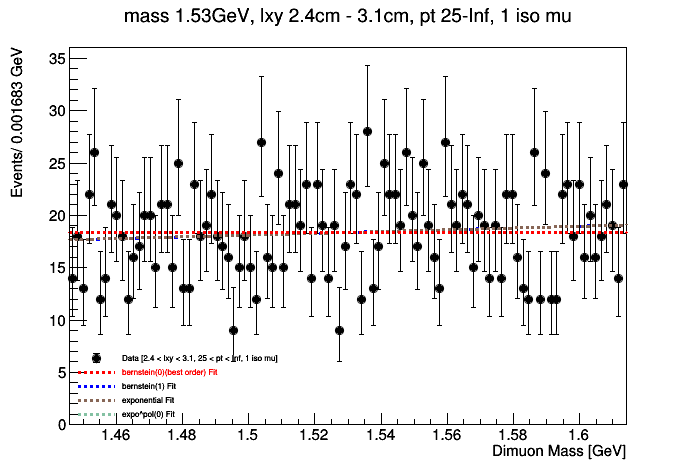 mass 1.53GeV, lxy 2.4cm - 3.1cm, pt 25-Inf, 1 iso mu
Events/ 0.001683 GeV
35
30
25
20
15
10
5
0
Data [2.4 < lxy < 3.1, 25 < pt < Inf, 1 iso mu]
bernstein(0)(best order) Fit
bernstein(1) Fit
exponential Fit
expo*pol(0) Fit
1.46 1.48 1.5 1.52 1.54 1.56 1.58 1.6
Dimuon Mass [GeV]